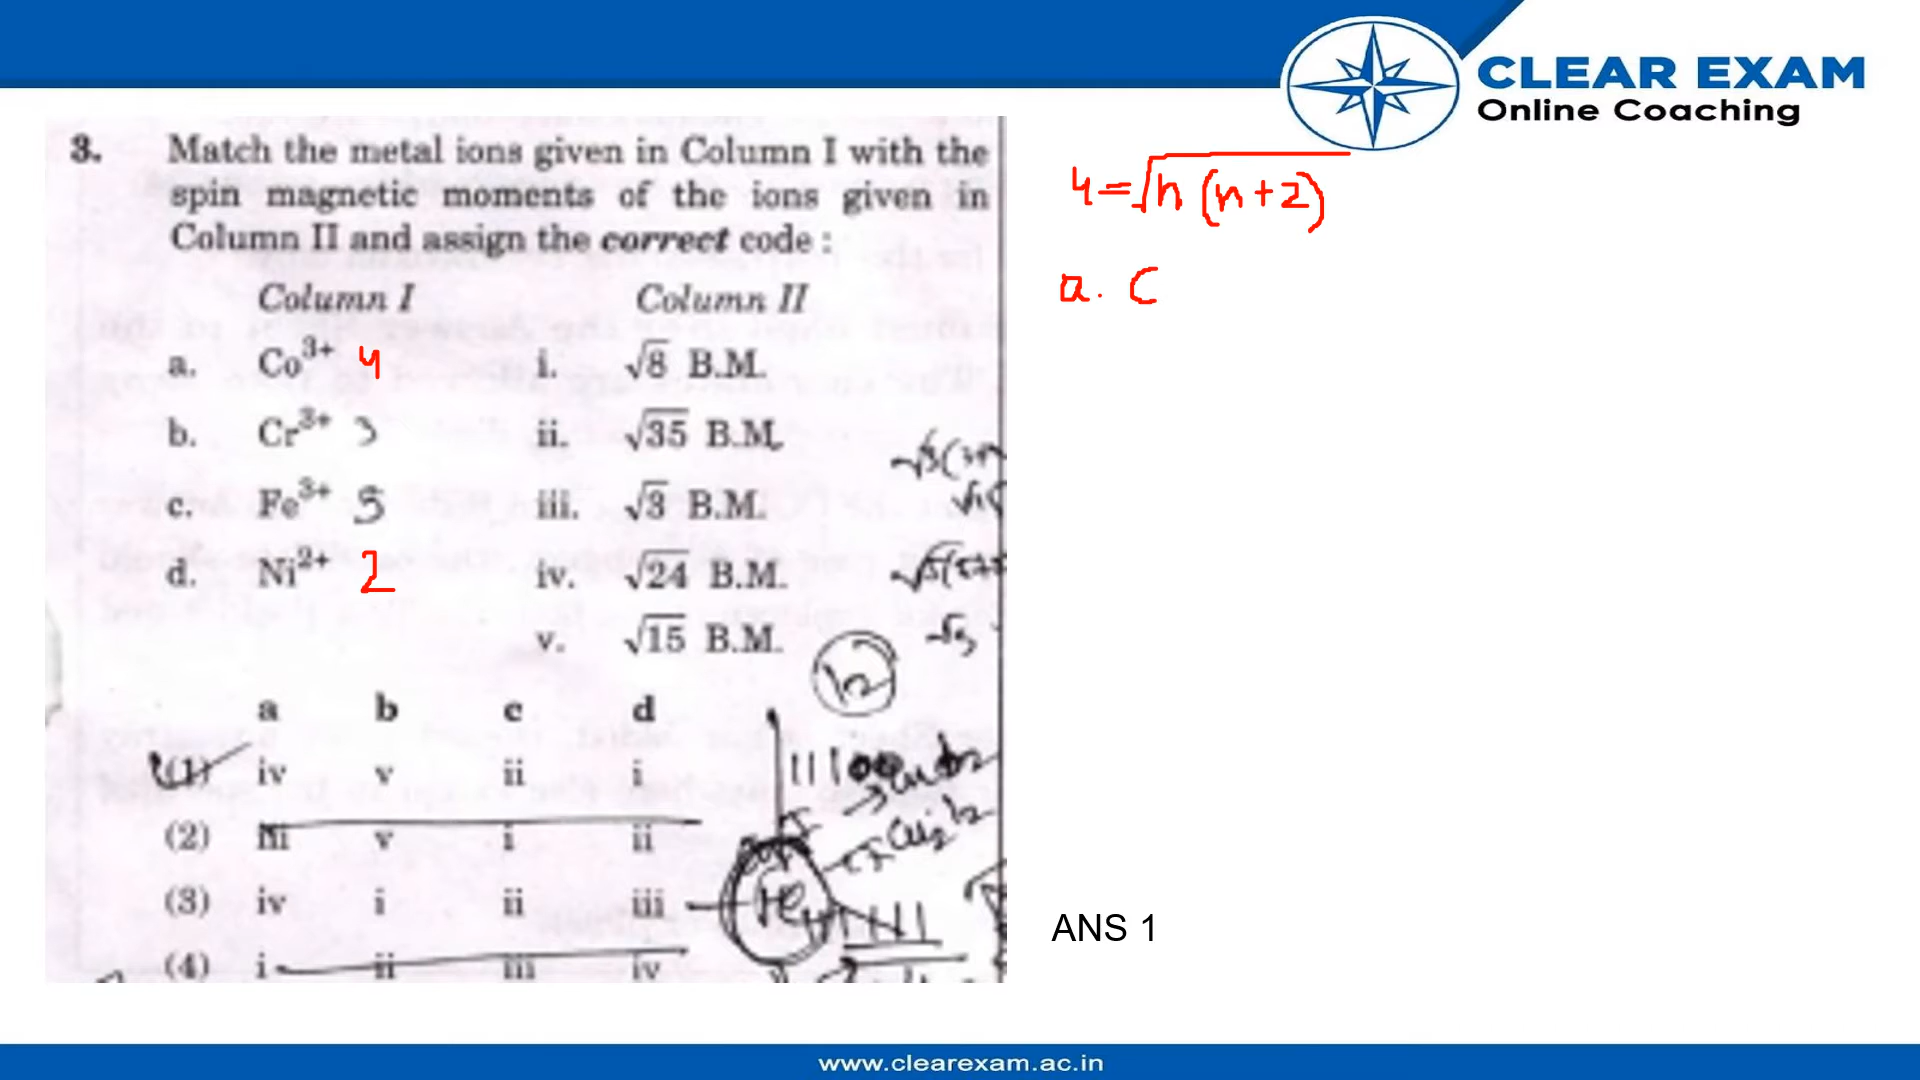 CLEAR EXAM
Online Coaching
3. Match the metal ions given in Column I with the
spin magnetic moments of the ions given in
Column II and assign the correct code :
Column I Column II
a. Co³⁺ 4 i. √8 B.M.
b. Cr³⁺ 3 ii. √35 B.M.
c. Fe³⁺ 5 iii. √3 B.M.
d. Ni²⁺ 2 iv. √24 B.M.
v. √15 B.M.
a b c d
(1) iv v ii i
(2) iii v i ii
(3) iv i ii iii
(4) i ii iii iv
4=√n(n+2)
a. C
ANS 1
www.clearexam.ac.in